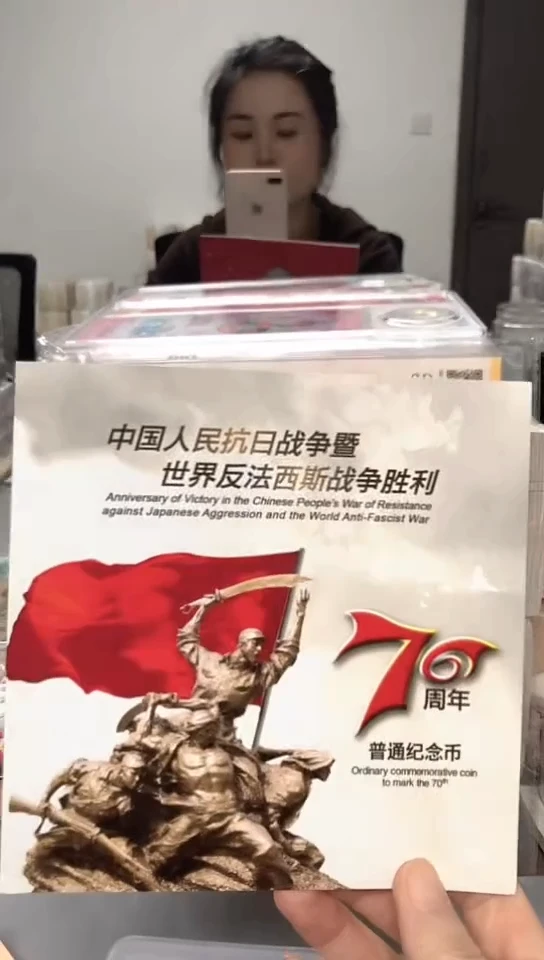 中国人民抗日战争暨
世界反法西斯战争胜利
Anniversary of Victory in the Chinese People's War of Resistance
against Japanese Aggression and the World Anti-Fascist War
70
周年
普通纪念币
Ordinary commemorative coin
to mark the 70th